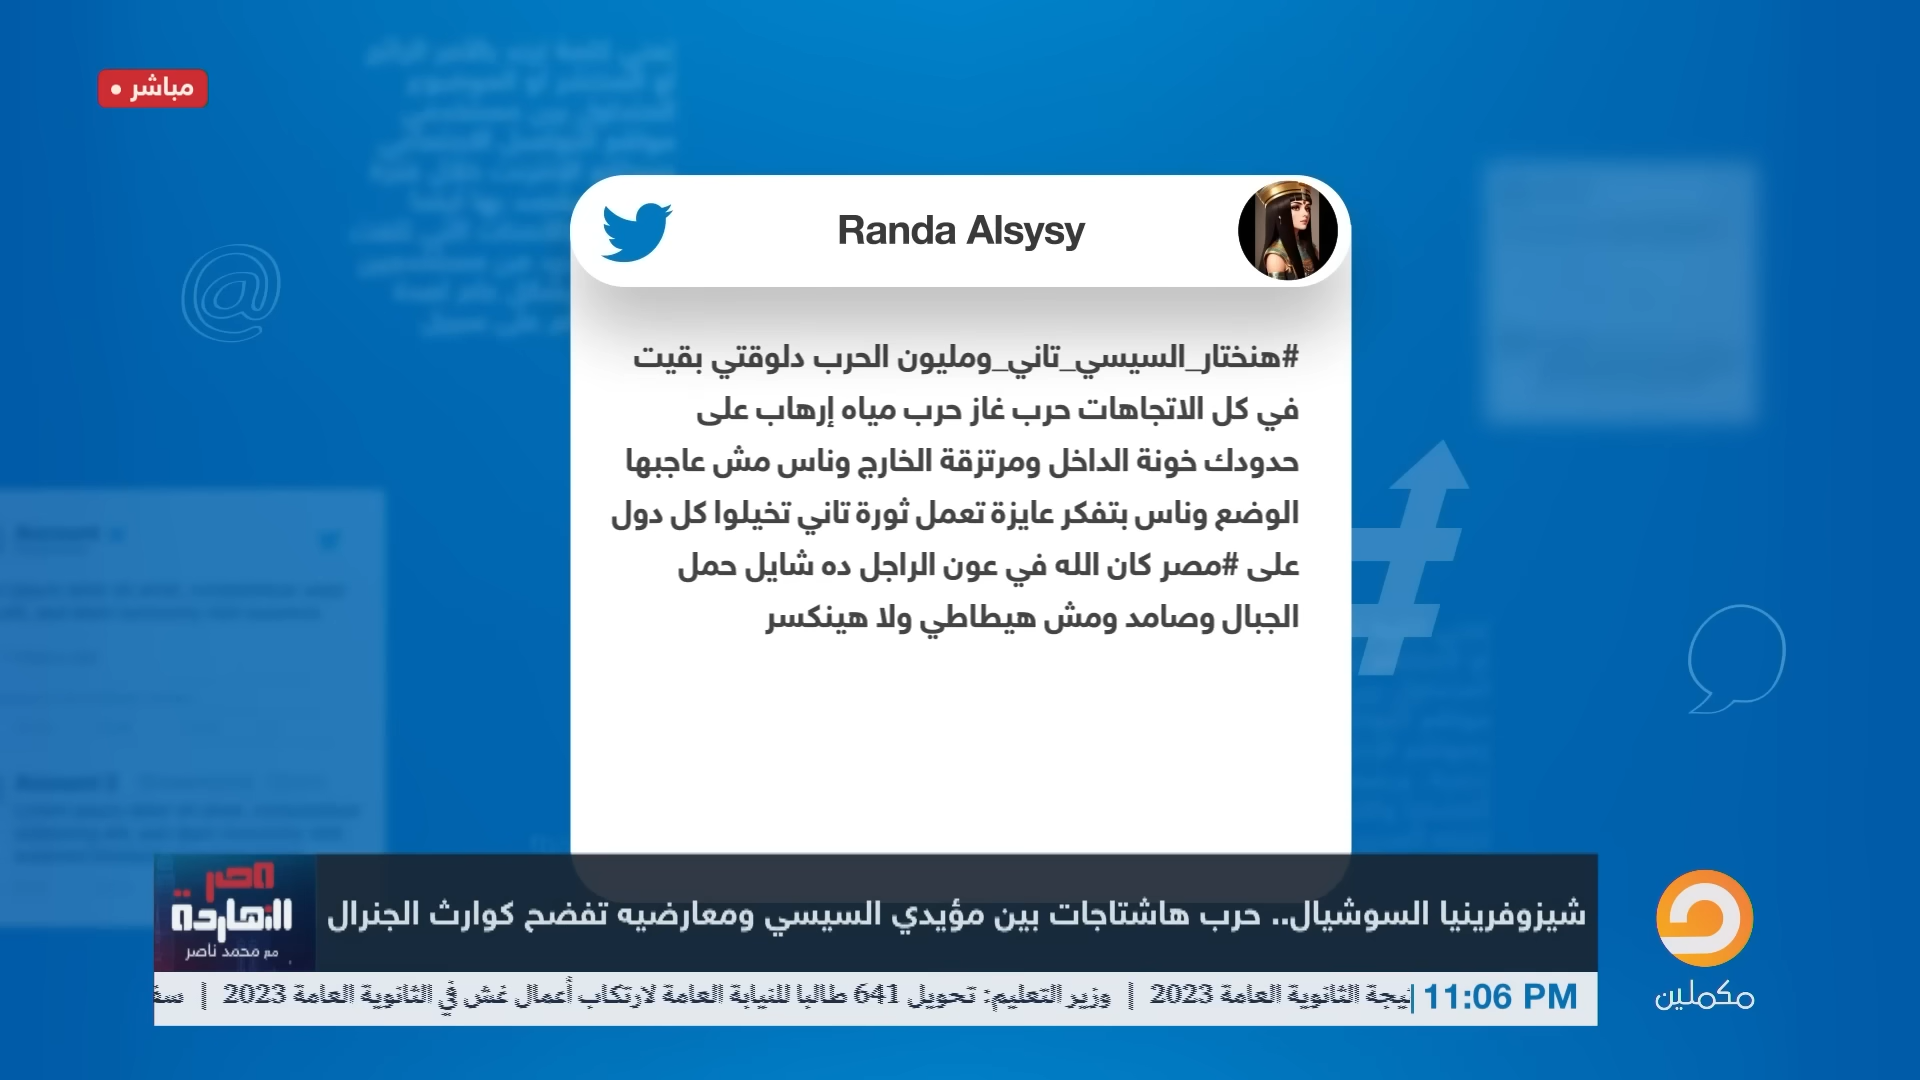 مباشر
Randa Alsysy
#هنختار_السيسي_تاني_ومليون الحرب دلوقتي بقيت
في كل الاتجاهات حرب غاز حرب مياه إرهاب على
حدودك خونة الداخل ومرتزقة الخارج وناس مش عاجبها
الوضع وناس بتفكر عايزة تعمل ثورة تاني تخيلوا كل دول
على #مصر كان الله في عون الراجل ده شايل حمل
الجبال وصامد ومش هيطاطي ولا هينكسر
مصر
النهاردة
مع محمد ناصر
شيزوفرينيا السوشيال.. حرب هاشتاجات بين مؤيدي السيسي ومعارضيه تفضح كوارث الجنرال
11:06 PM
الثانوية العامة 2023 | وزير التعليم: تحويل 641 طالبا للنيابة العامة لارتكاب أعمال غش في الثانوية العامة 2023 |
مكملين